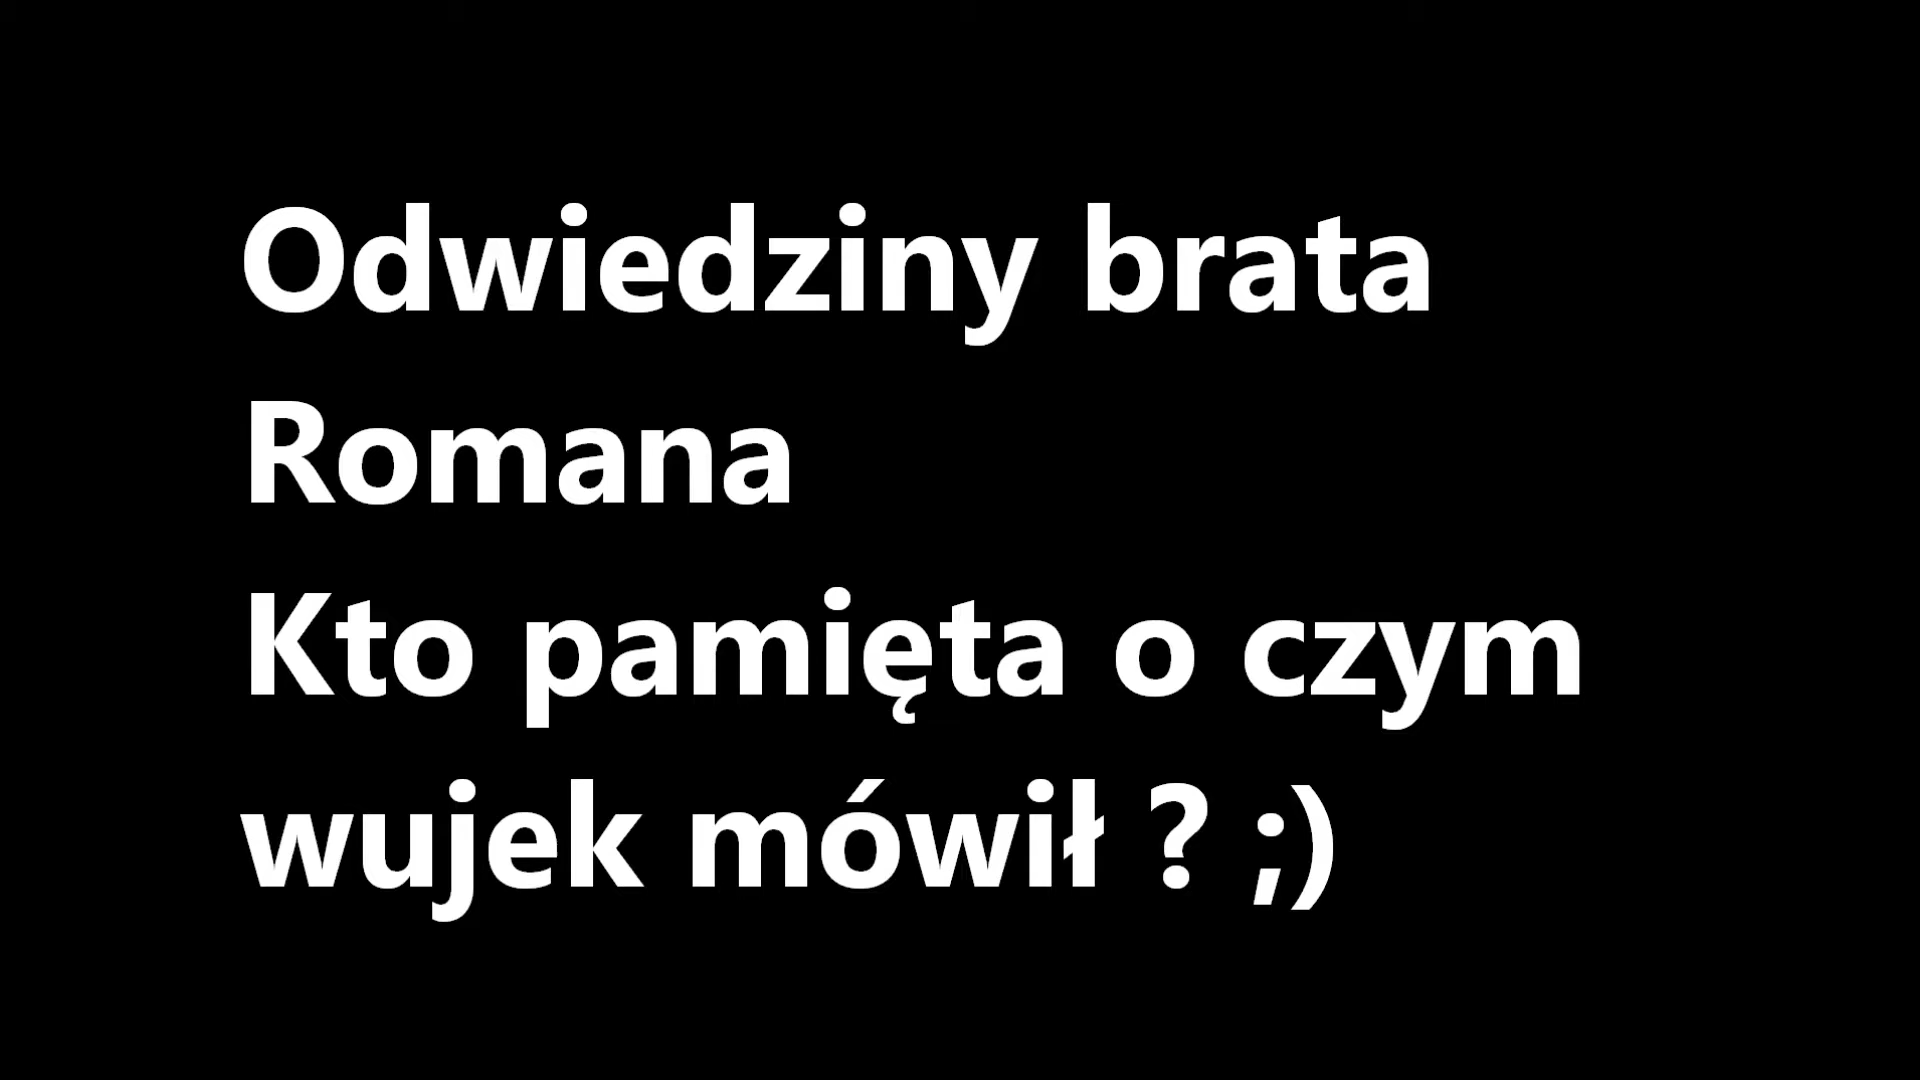 Odwiedziny brata
Romana
Kto pamięta o czym
wujek mówił ? ;)